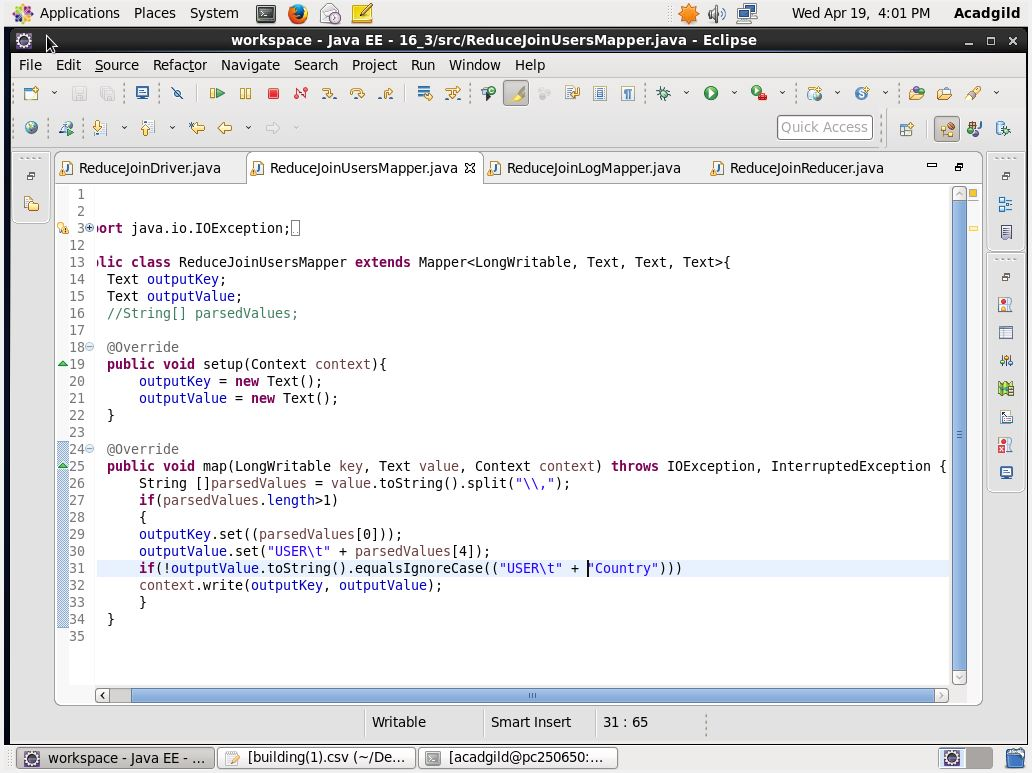 Applications Places System Wed Apr 19, 4:01 PM Acadgild
workspace - Java EE - 16_3/src/ReduceJoinUsersMapper.java - Eclipse
File Edit Source Refactor Navigate Search Project Run Window Help
Quick Access
ReduceJoinDriver.java ReduceJoinUsersMapper.java ReduceJoinLogMapper.java ReduceJoinReducer.java
1
2
3 ort java.io.IOException;
12
13 lic class ReduceJoinUsersMapper extends Mapper<LongWritable, Text, Text, Text>{
14 Text outputKey;
15 Text outputValue;
16 //String[] parsedValues;
17
18 @Override
19 public void setup(Context context){
20 outputKey = new Text();
21 outputValue = new Text();
22 }
23
24 @Override
25 public void map(LongWritable key, Text value, Context context) throws IOException, InterruptedException {
26 String []parsedValues = value.toString().split("\\,");
27 if(parsedValues.length>1)
28 {
29 outputKey.set((parsedValues[0]));
30 outputValue.set("USER\t" + parsedValues[4]);
31 if(!outputValue.toString().equalsIgnoreCase(("USER\t" + "Country")))
32 context.write(outputKey, outputValue);
33 }
34 }
35
Writable Smart Insert 31 : 65
workspace - Java EE - ... [building(1).csv (~/De... [acadgild@pc250650:...